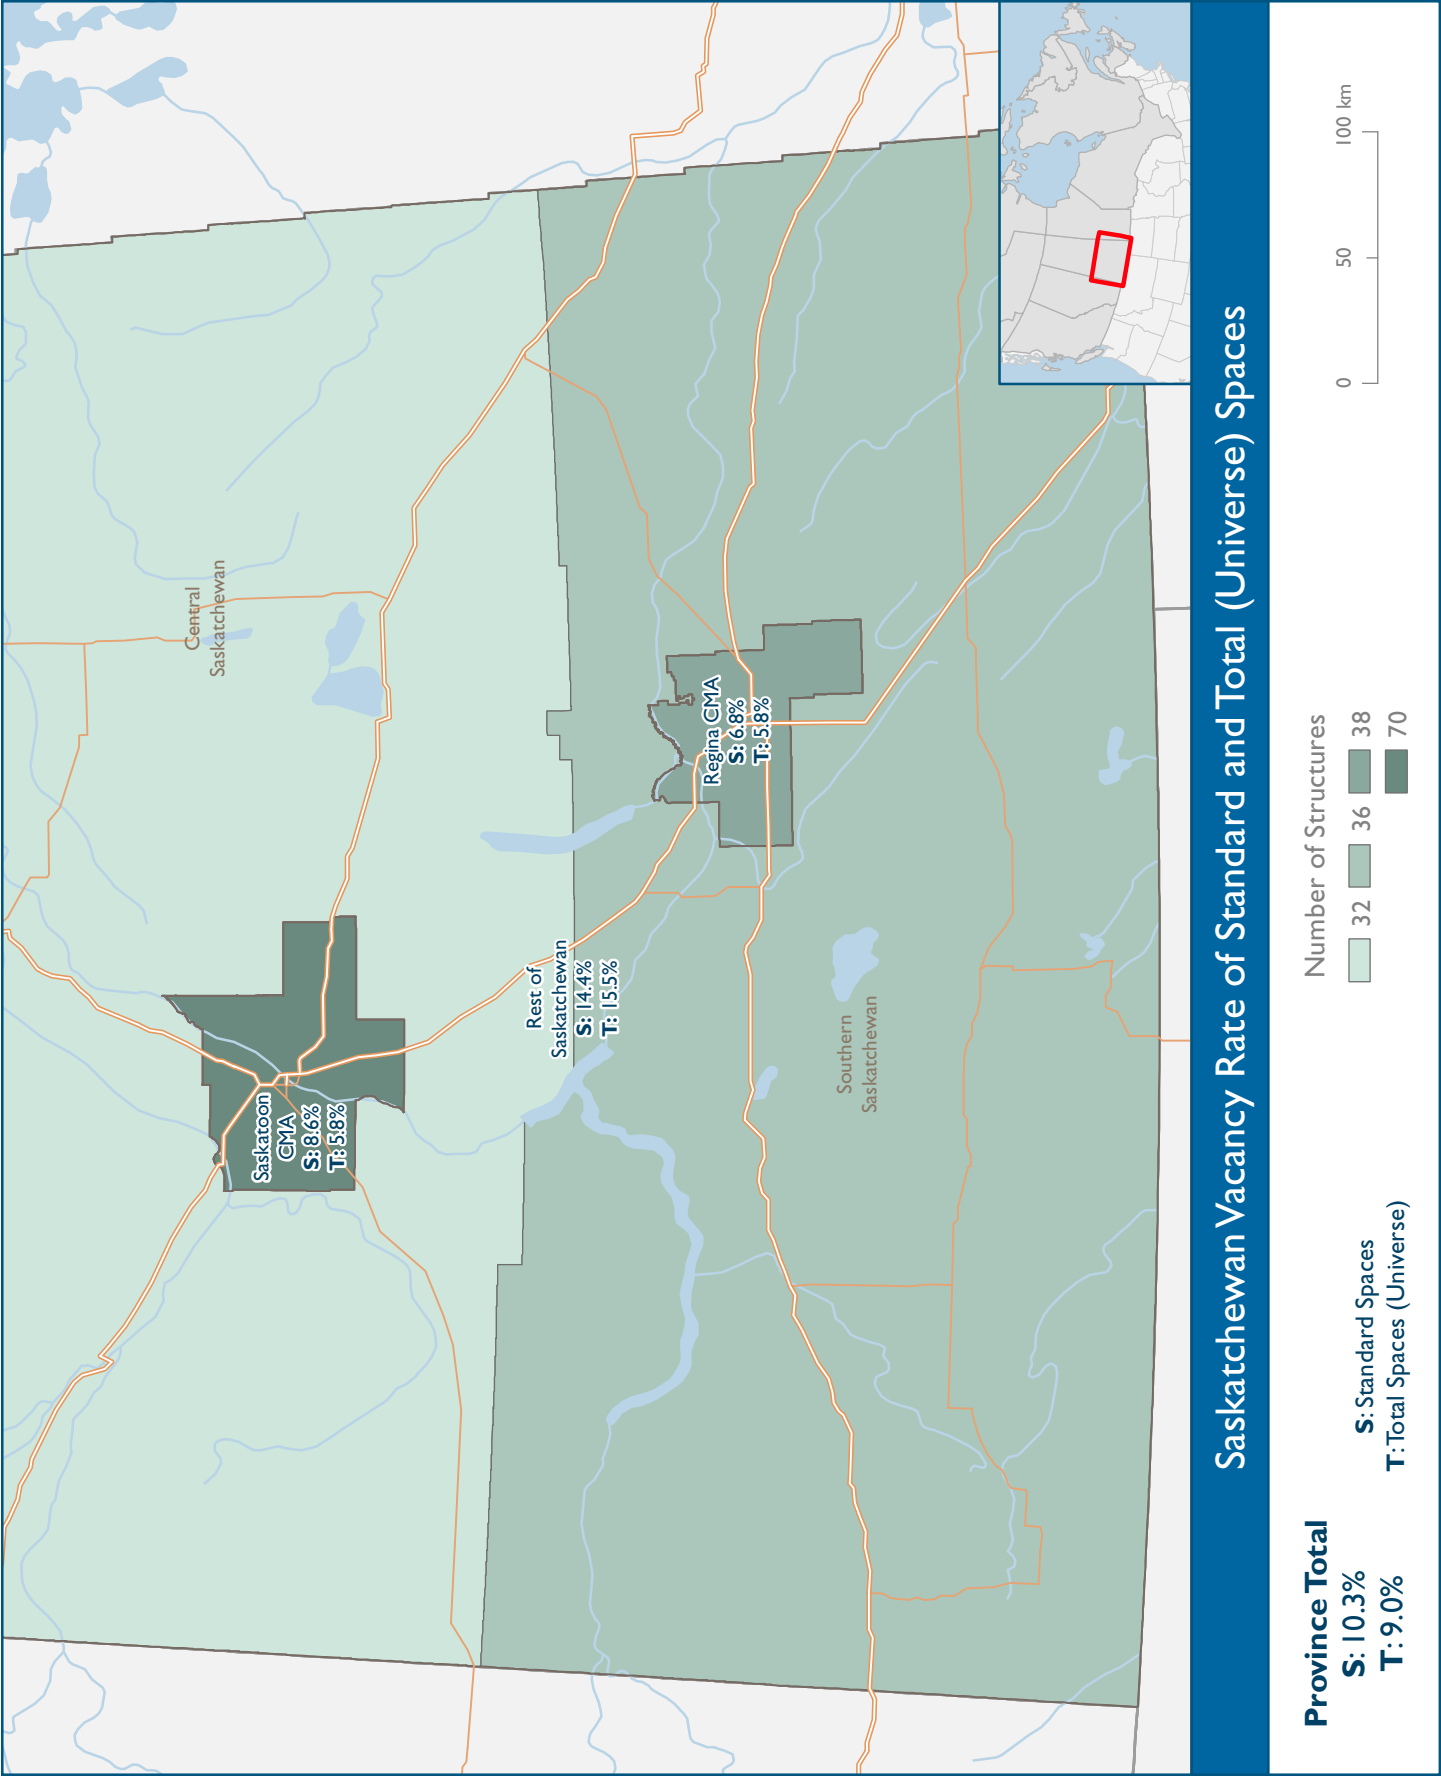 Central
Saskatchewan
Saskatoon
CMA
S: 8.6%
T: 5.8%
Rest of
Saskatchewan
S: 14.4%
T: 15.5%
Regina CMA
S: 6.8%
T: 5.8%
Southern
Saskatchewan
Saskatchewan Vacancy Rate of Standard and Total (Universe) Spaces
Province Total
S: 10.3%
T: 9.0%
S: Standard Spaces
T: Total Spaces (Universe)
Number of Structures
32 36 38
70
0 50 100 km